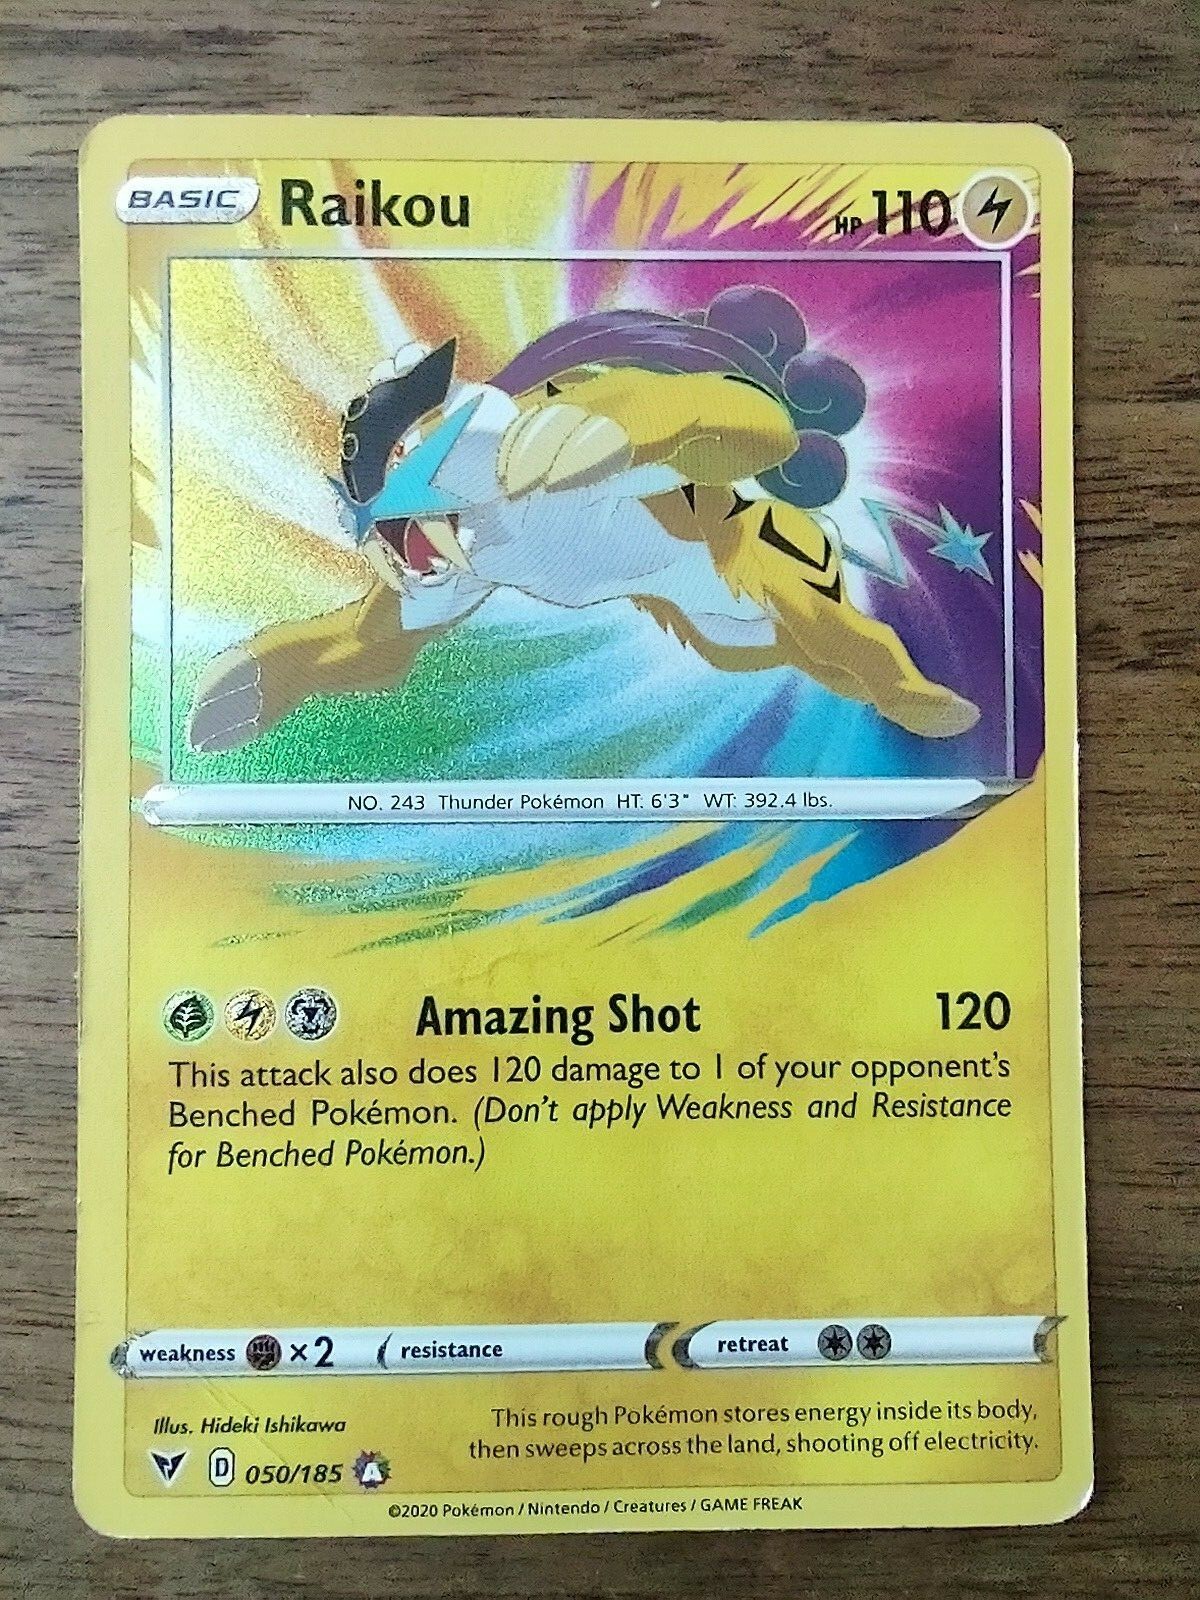 BASIC Raikou HP 110
NO. 243 Thunder Pokémon HT: 6'3" WT: 392.4 lbs.
Amazing Shot 120
This attack also does 120 damage to 1 of your opponent's
Benched Pokémon. (Don't apply Weakness and Resistance
for Benched Pokémon.)
weakness ×2 resistance retreat
Illus. Hideki Ishikawa
This rough Pokémon stores energy inside its body,
then sweeps across the land, shooting off electricity.
D 050/185 A
©2020 Pokémon / Nintendo / Creatures / GAME FREAK